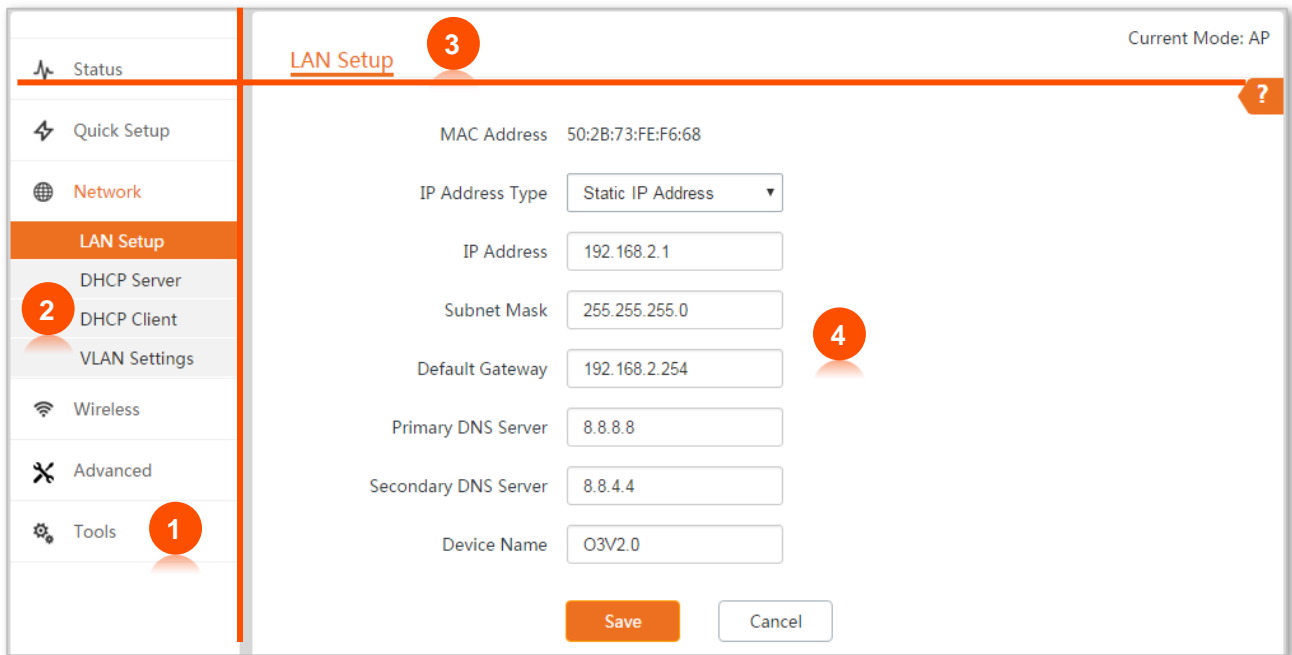 Current Mode: AP
3
LAN Setup
Status
?
Quick Setup
MAC Address 50:2B:73:FE:F6:68
Network
IP Address Type Static IP Address
LAN Setup
IP Address 192.168.2.1
DHCP Server
2
DHCP Client
Subnet Mask 255.255.255.0
4
VLAN Settings
Default Gateway 192.168.2.254
Wireless
Primary DNS Server 8.8.8.8
Advanced
Secondary DNS Server 8.8.4.4
Tools
1
Device Name O3V2.0
Save
Cancel